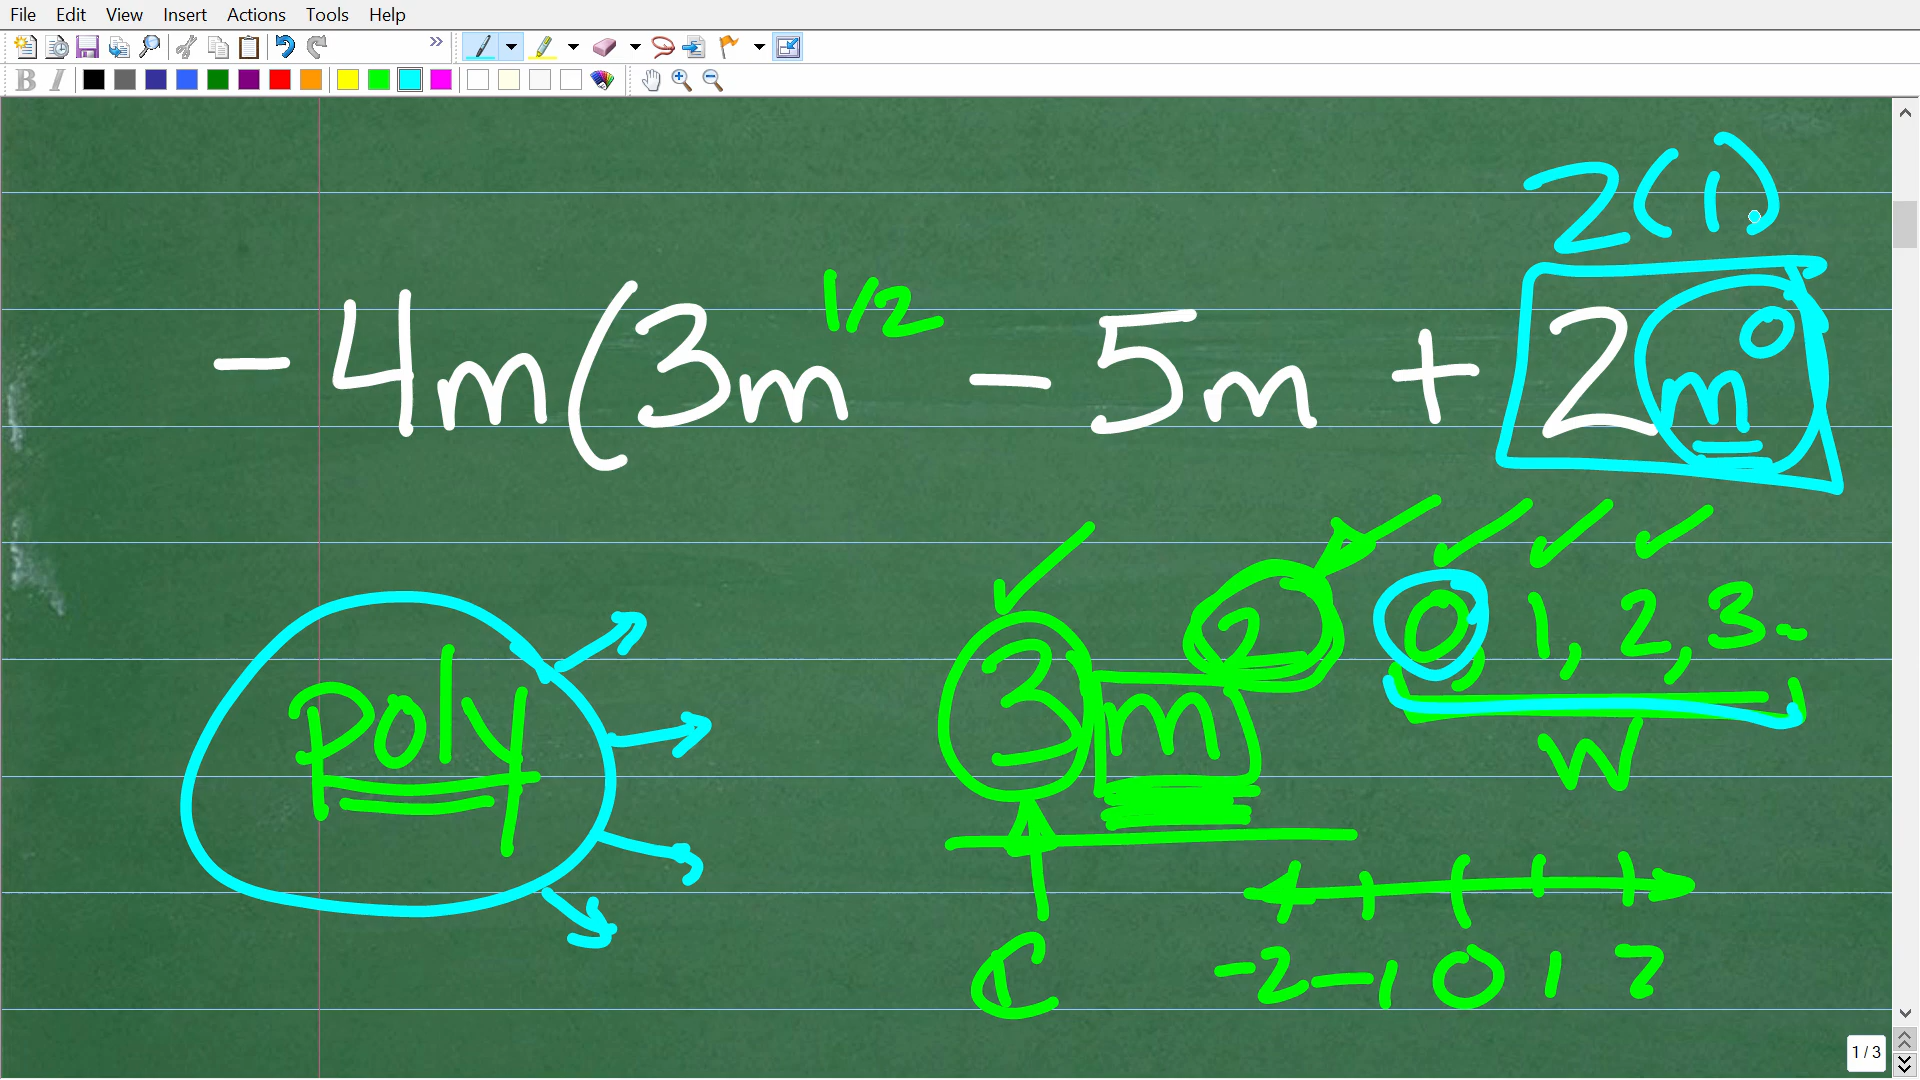 File Edit View Insert Actions Tools Help
B I
2(1)
-4m(3m^1/2 - 5m + 2m^0
3m^2 0, 1, 2, 3...
W
poly
C
-2 -1 0 1 2
1 / 3